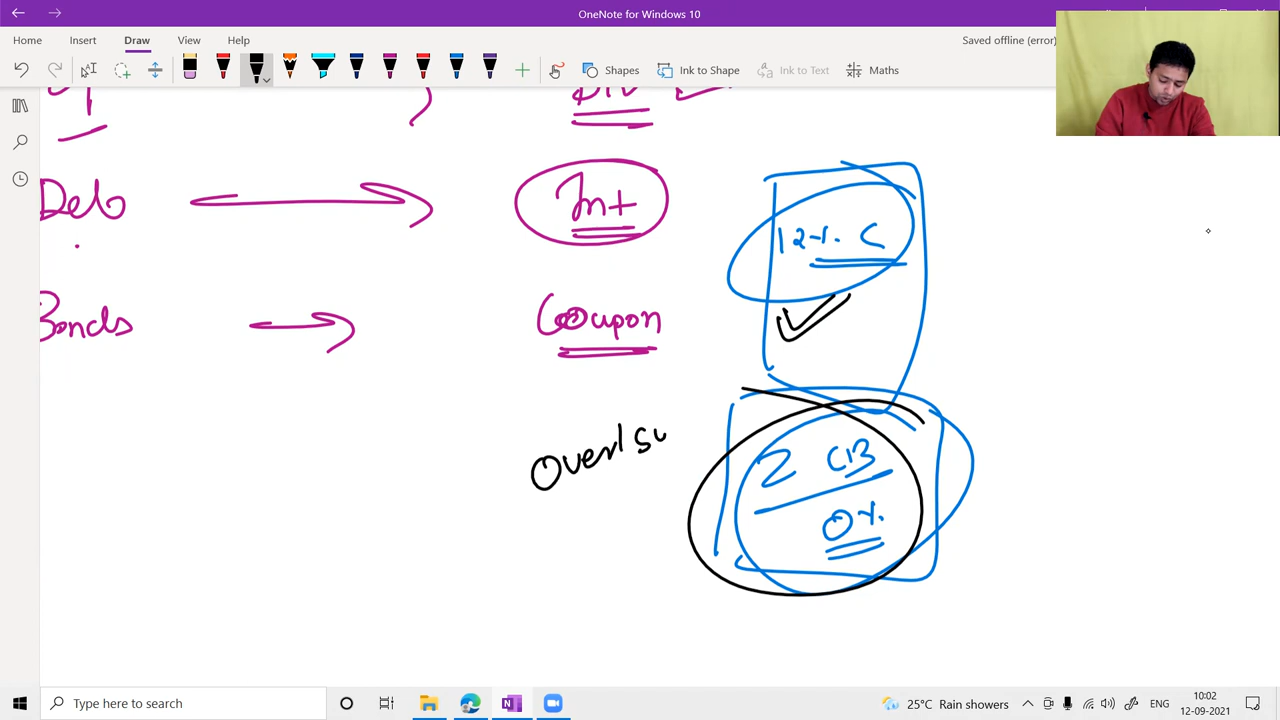 OneNote for Windows 10
Home Insert Draw View Help
Saved offline (error)
Shapes Ink to Shape Ink to Text Maths
Deb Int
12% C
Bonds Coupon
Overl su
Z CB
0%
Type here to search
25°C Rain showers
ENG
10:02
12-09-2021